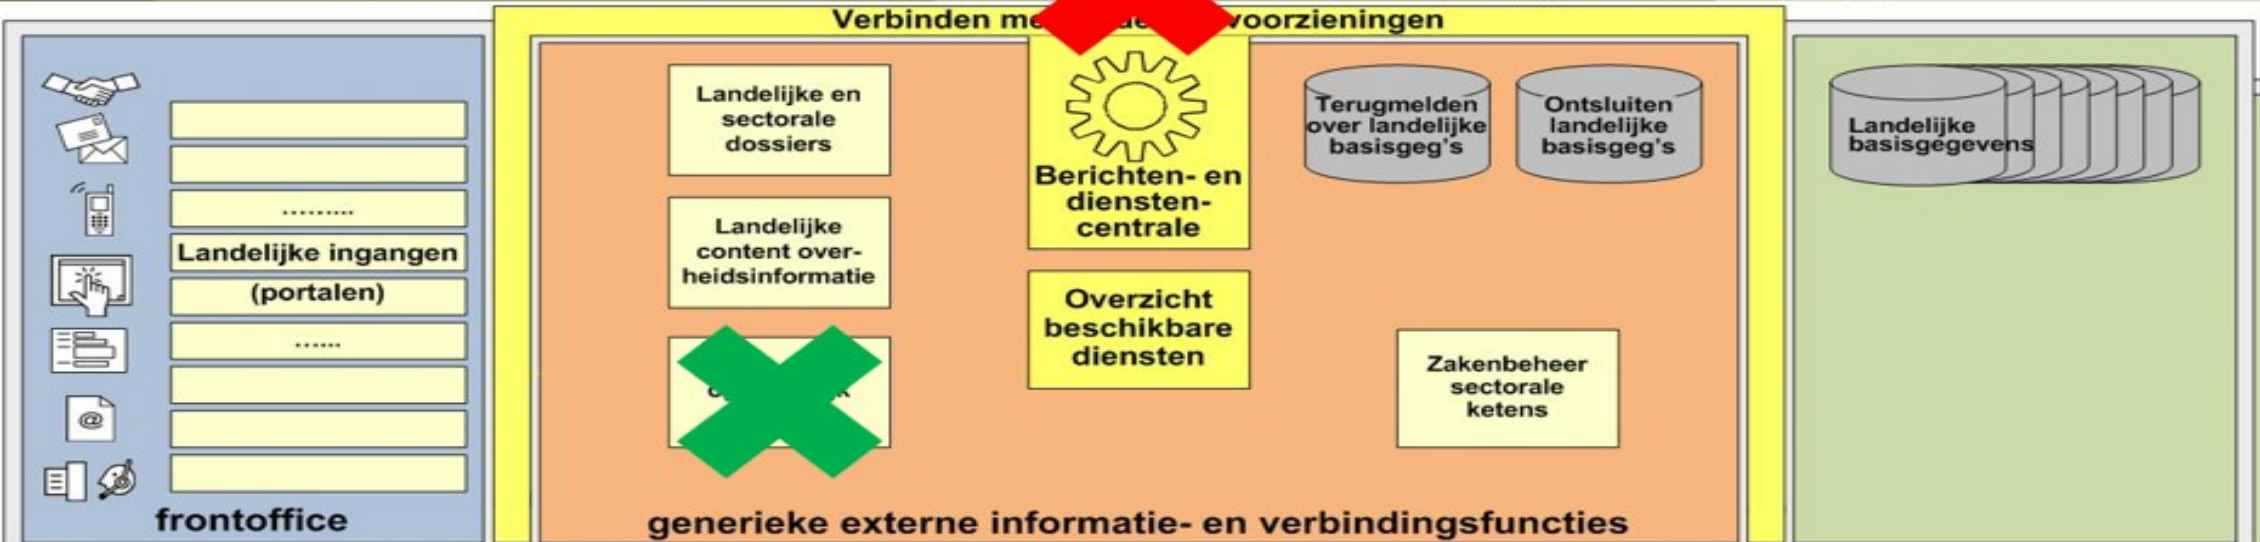 Verbinden voorzieningen
Landelijke en
sectorale
dossiers
Landelijke
content over-
heidsinformatie
Berichten- en
diensten-
centrale
Overzicht
beschikbare
diensten
Terugmelden
over landelijke
basisgeg's
Ontsluiten
landelijke
basisgeg's
Zakenbeheer
sectorale
ketens
Landelijke
basisgegevens
.........
Landelijke ingangen
(portalen)
......
@
frontoffice
generieke externe informatie- en verbindingsfuncties